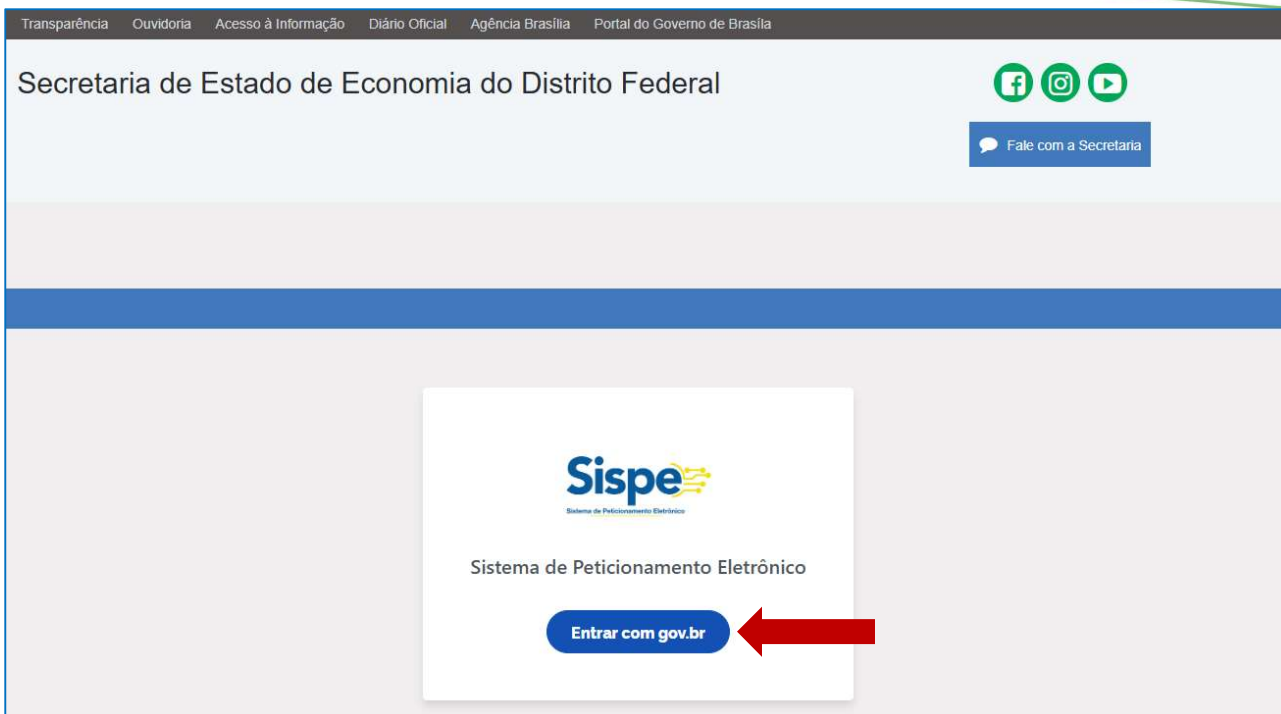 Transparência Ouvidoria Acesso à Informação Diário Oficial Agência Brasília Portal do Governo de Brasíla
Secretaria de Estado de Economia do Distrito Federal
Fale com a Secretaria
Sispe
Sistema de Peticionamento Eletrônico
Sistema de Peticionamento Eletrônico
Entrar com gov.br